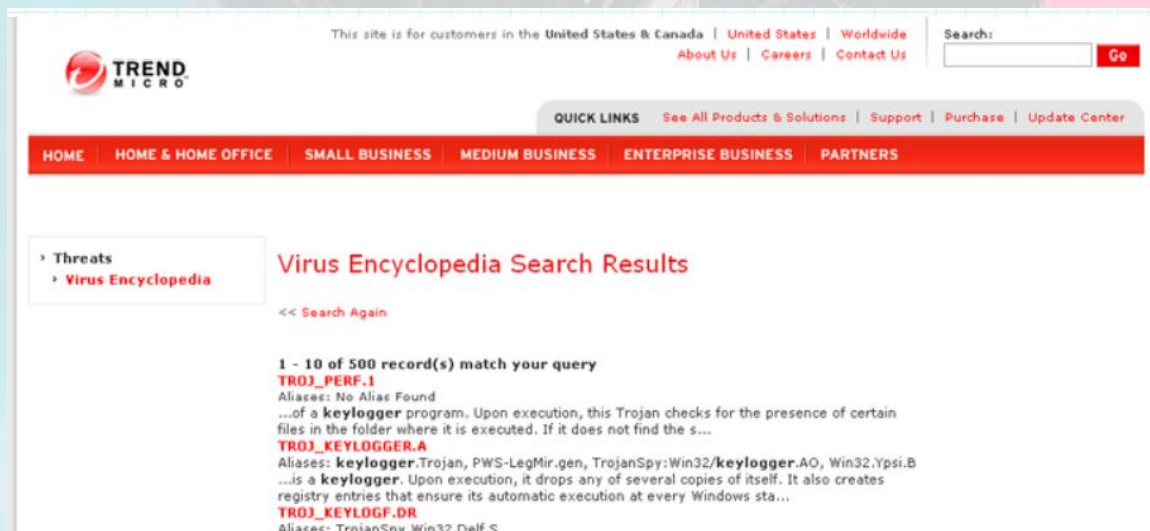 This site is for customers in the United States & Canada | United States | Worldwide
About Us | Careers | Contact Us
Search:
Go
TREND
MICRO
QUICK LINKS See All Products & Solutions | Support | Purchase | Update Center
HOME HOME & HOME OFFICE SMALL BUSINESS MEDIUM BUSINESS ENTERPRISE BUSINESS PARTNERS
Threats
Virus Encyclopedia
Virus Encyclopedia Search Results
<< Search Again
1 - 10 of 500 record(s) match your query
TROJ_PERF.1
Aliases: No Alias Found
...of a keylogger program. Upon execution, this Trojan checks for the presence of certain
files in the folder where it is executed. If it does not find the s...
TROJ_KEYLOGGER.A
Aliases: keylogger.Trojan, PWS-LegMir.gen, TrojanSpy:Win32/keylogger.AO, Win32.Ypsi.B
...is a keylogger. Upon execution, it drops any of several copies of itself. It also creates
registry entries that ensure its automatic execution at every Windows sta...
TROJ_KEYLOGF.DR
Aliases: TrojanSpy.Win32.Delf.S